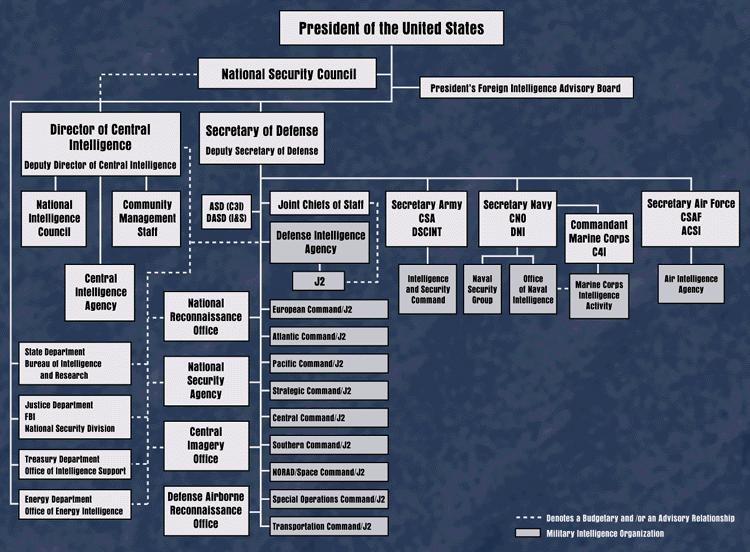 President of the United States
National Security Council
President's Foreign Intelligence Advisory Board
Director of Central
Intelligence
Deputy Director of Central Intelligence
Secretary of Defense
Deputy Secretary of Defense
National
Intelligence
Council
Community
Management
Staff
Central
Intelligence
Agency
ASD (C3I)
DASD (I&S)
Joint Chiefs of Staff
Defense Intelligence
Agency
J2
Secretary Army
CSA
DSCINT
Secretary Navy
CNO
DNI
Commandant
Marine Corps
C4I
Secretary Air Force
CSAF
ACSI
Intelligence
and Security
Command
Naval
Security
Group
Office
of Naval
Intelligence
Marine Corps
Intelligence
Activity
Air Intelligence
Agency
National
Reconnaissance
Office
National
Security
Agency
Central
Imagery
Office
Defense Airborne
Reconnaissance
Office
European Command/J2
Atlantic Command/J2
Pacific Command/J2
Strategic Command/J2
Central Command/J2
Southern Command/J2
NORAD/Space Command/J2
Special Operations Command/J2
Transportation Command/J2
State Department
Bureau of Intelligence
and Research
Justice Department
FBI
National Security Division
Treasury Department
Office of Intelligence Support
Energy Department
Office of Energy Intelligence
Denotes a Budgetary and /or an Advisory Relationship
Military Intelligence Organization